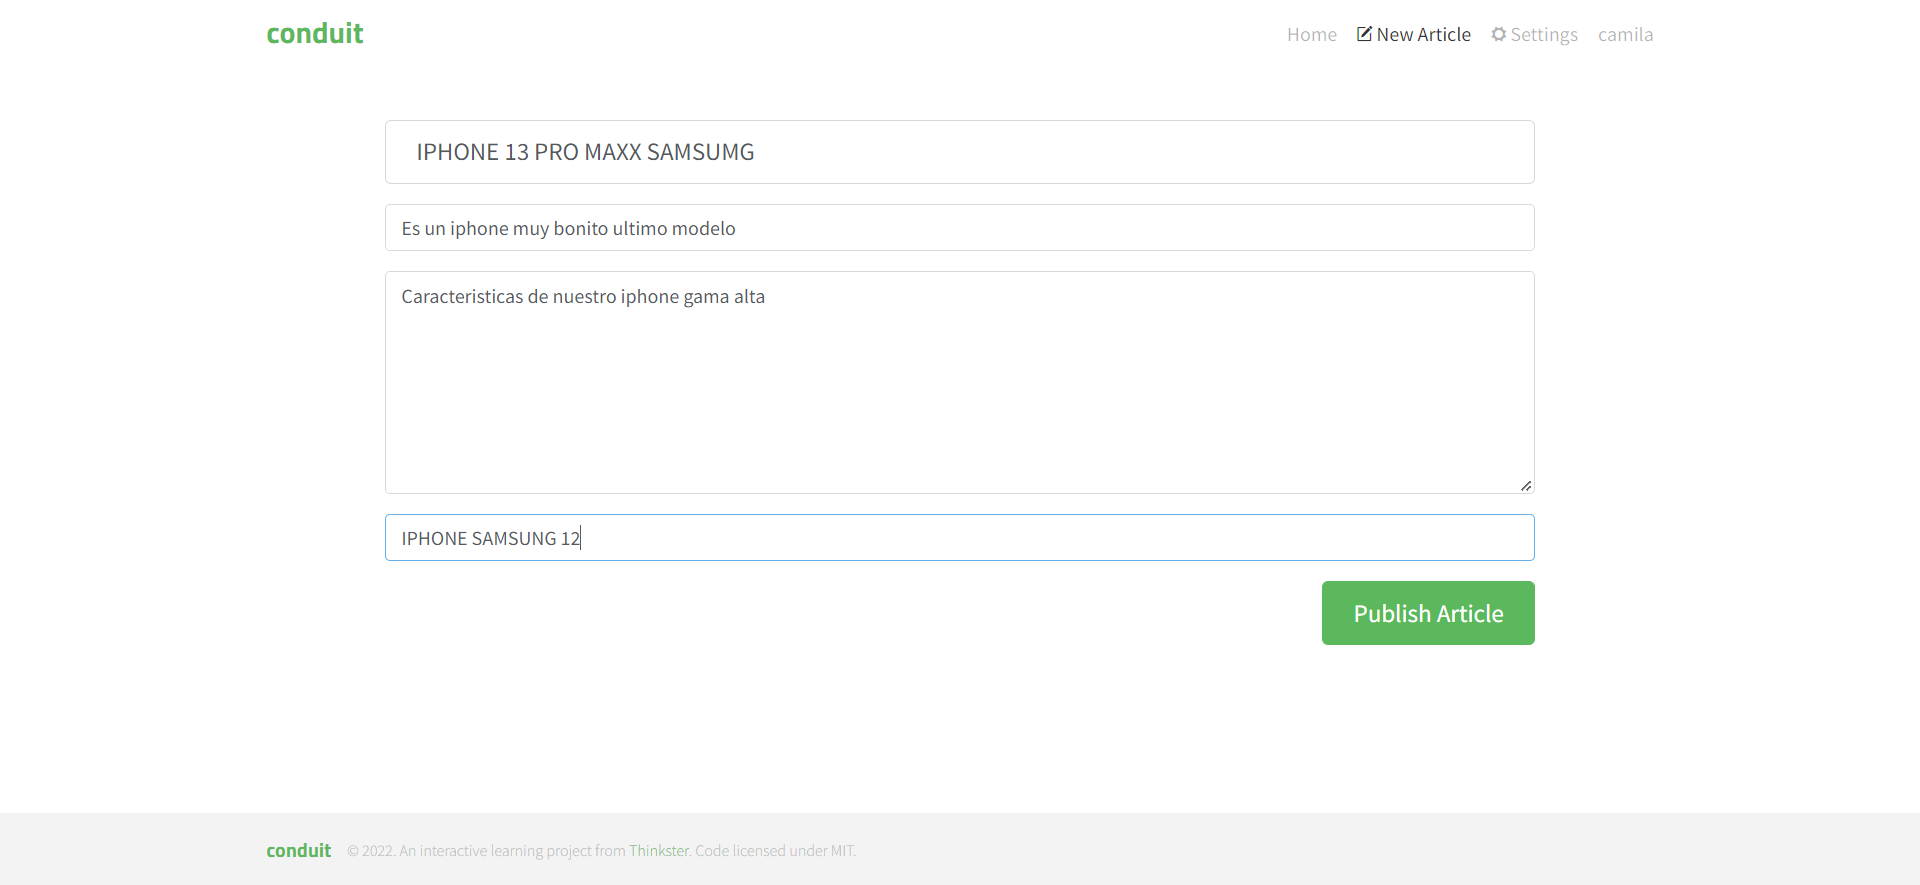 conduit
Home New Article Settings camila
IPHONE 13 PRO MAXX SAMSUMG
Es un iphone muy bonito ultimo modelo
Caracteristicas de nuestro iphone gama alta
IPHONE SAMSUNG 12
Publish Article
conduit © 2022. An interactive learning project from Thinkster. Code licensed under MIT.